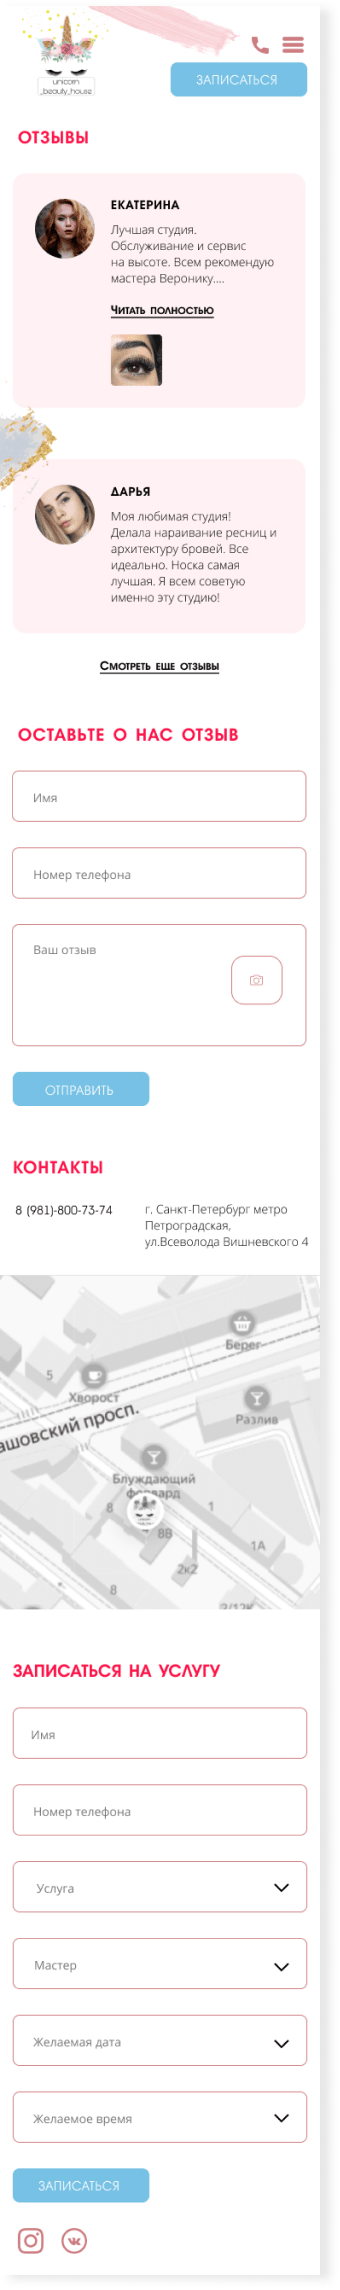 unicorn
_beauty_house
ЗАПИСАТЬСЯ
ОТЗЫВЫ
ЕКАТЕРИНА
Лучшая студия.
Обслуживание и сервис
на высоте. Всем рекомендую
мастера Веронику....
Читать полностью
ДАРЬЯ
Моя любимая студия!
Делала нараивание ресниц и
архитектуру бровей. Все
идеально. Носка самая
лучшая. Я всем советую
именно эту студию!
Смотреть еще отзывы
ОСТАВЬТЕ О НАС ОТЗЫВ
Имя
Номер телефона
Ваш отзыв
ОТПРАВИТЬ
КОНТАКТЫ
8 (981)-800-73-74
г. Санкт-Петербург метро
Петроградская,
ул.Всеволода Вишневского 4
Берег
5
Хворост
Разлив
ашовский просп.
Блуждающий
форвард
8
1
8В
1А
2к2
8
2/12К
ЗАПИСАТЬСЯ НА УСЛУГУ
Имя
Номер телефона
Услуга
Мастер
Желаемая дата
Желаемое время
ЗАПИСАТЬСЯ